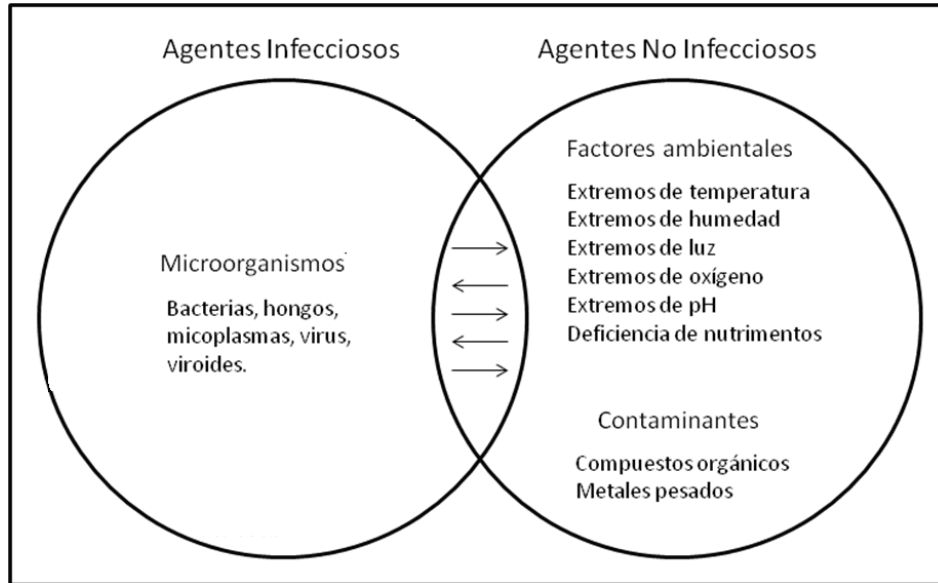 Agentes Infecciosos
Agentes No Infecciosos
Microorganismos
Bacterias, hongos,
micoplasmas, virus,
viroides.
Factores ambientales
Extremos de temperatura
Extremos de humedad
Extremos de luz
Extremos de oxígeno
Extremos de pH
Deficiencia de nutrimentos
Contaminantes
Compuestos orgánicos
Metales pesados